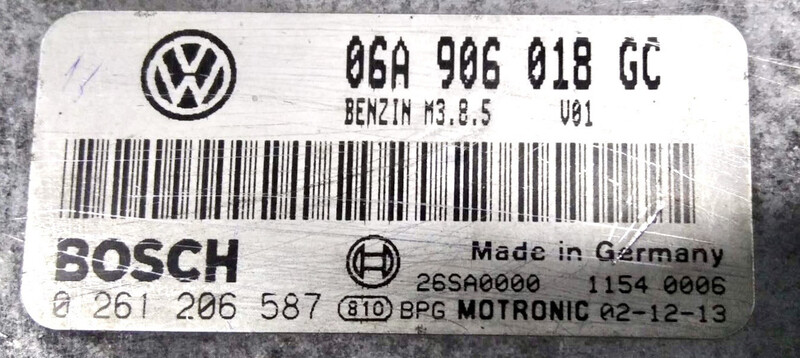 06A 906 018 GC
BENZIN M3.8.5 V01
BOSCH
Made in Germany
26SA0000 1154 0006
0 261 206 587 810 BPG MOTRONIC 02-12-13